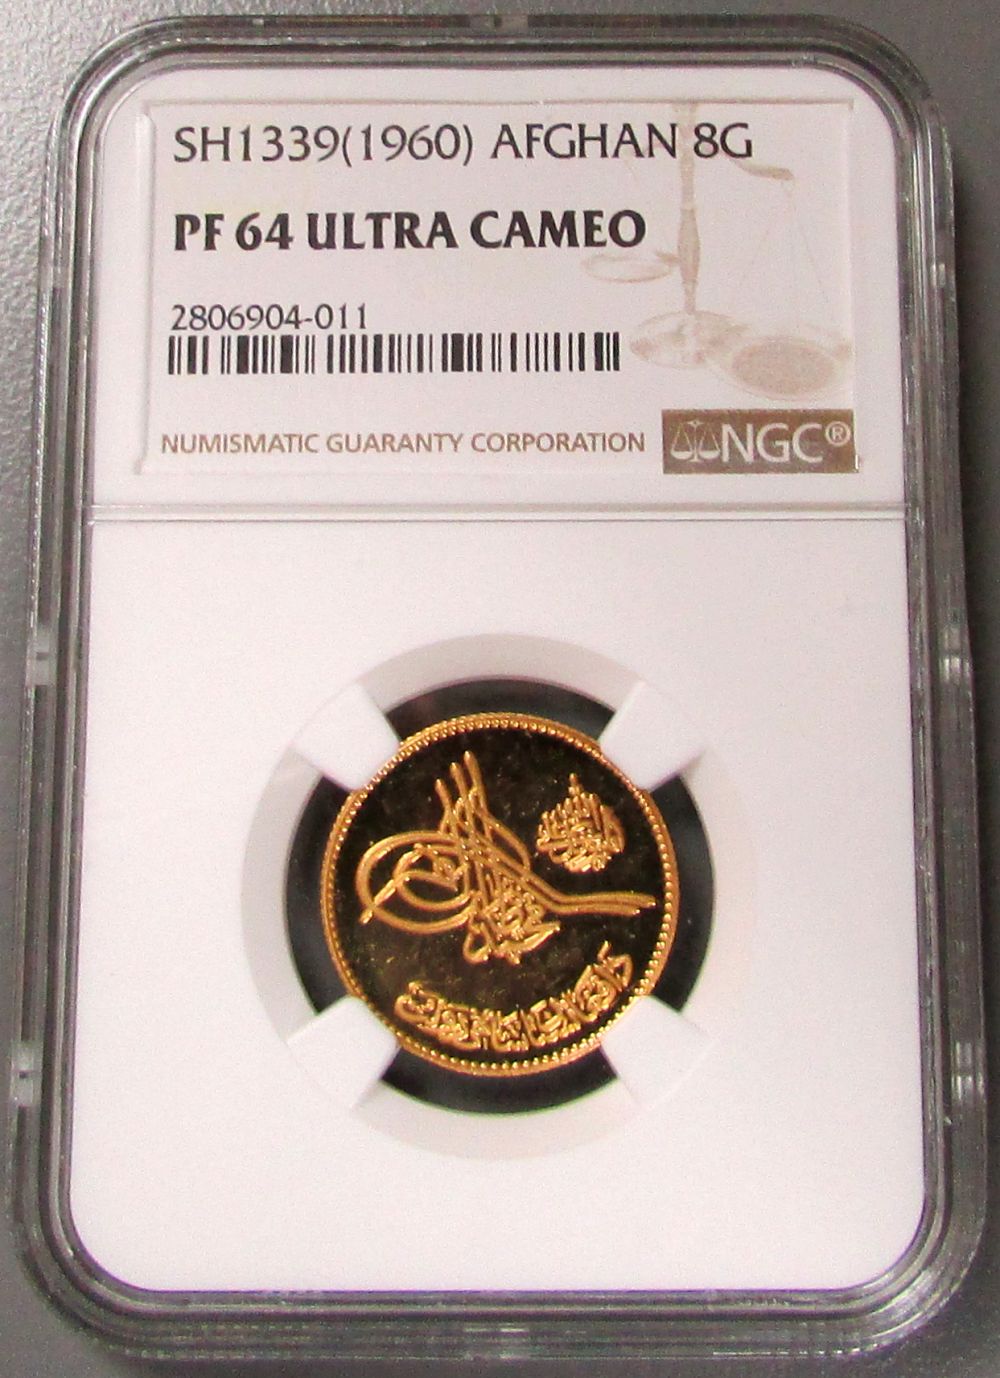 SH1339(1960) AFGHAN 8G
PF 64 ULTRA CAMEO
2806904-011
NUMISMATIC GUARANTY CORPORATION
NGC®